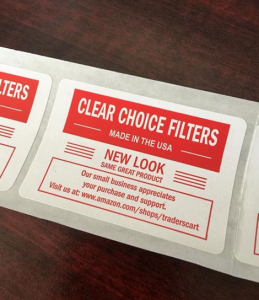 LTERS
CLEAR CHOICE FILTERS
MADE IN THE USA
NEW LOOK
SAME GREAT PRODUCT
Our small business appreciates
your purchase and support.
Visit us at: www.amazon.com/shops/traderscart